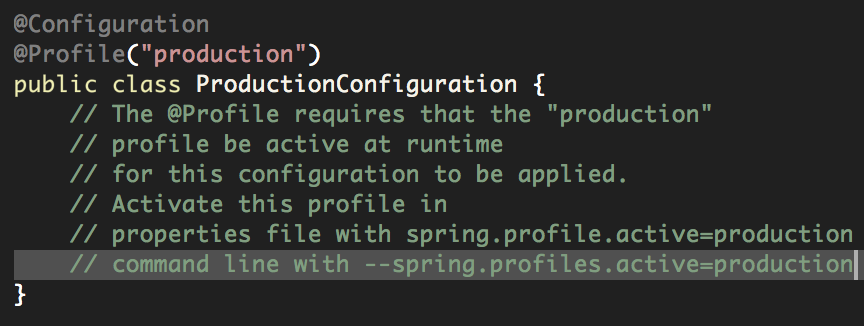 @Configuration
@Profile("production")
public class ProductionConfiguration {
    // The @Profile requires that the "production"
    // profile be active at runtime
    // for this configuration to be applied.
    // Activate this profile in
    // properties file with spring.profile.active=production
    // command line with --spring.profiles.active=production
}